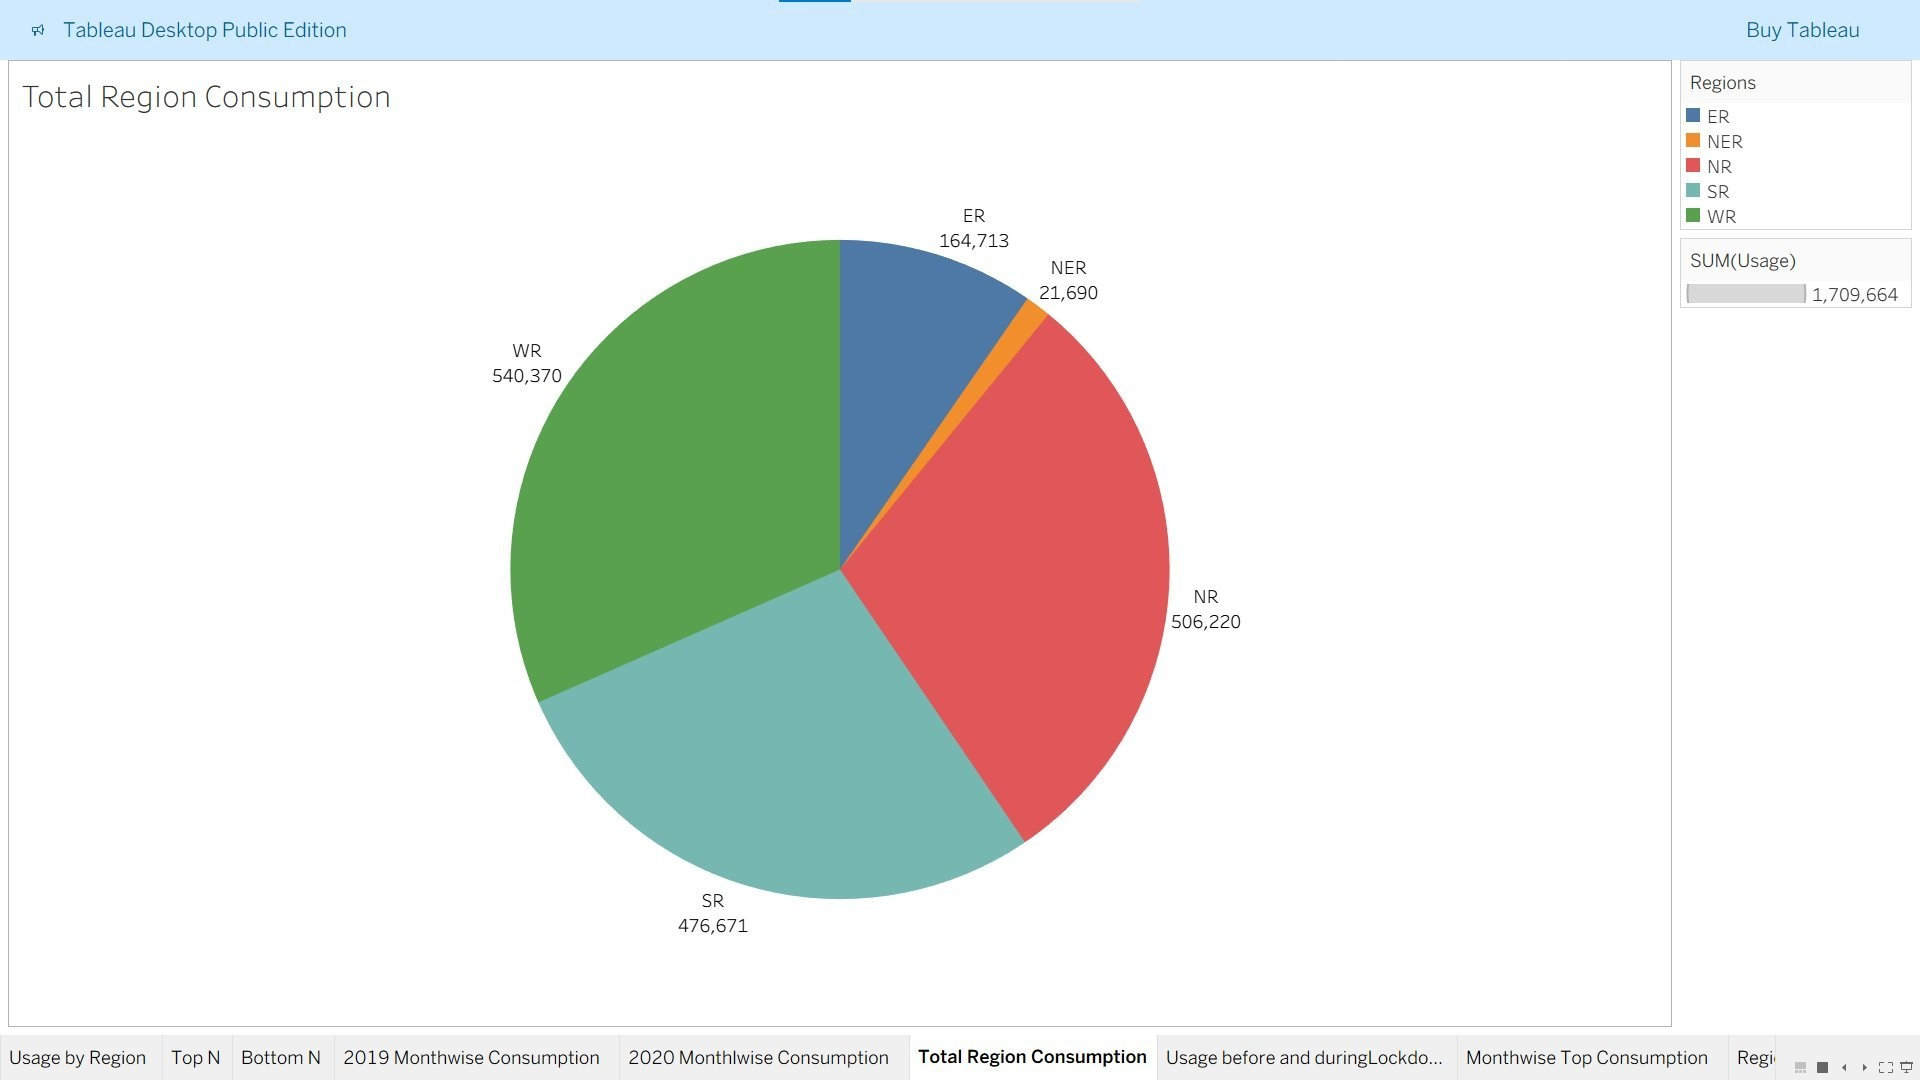 Tableau Desktop Public Edition
Buy Tableau
Total Region Consumption
ER
164,713
NER
21,690
WR
540,370
NR
506,220
SR
476,671
Regions
ER
NER
NR
SR
WR
SUM(Usage)
1,709,664
Usage by Region
Top N
Bottom N
2019 Monthwise Consumption
2020 Monthlwise Consumption
Total Region Consumption
Usage before and duringLockdo...
Monthwise Top Consumption
Regi